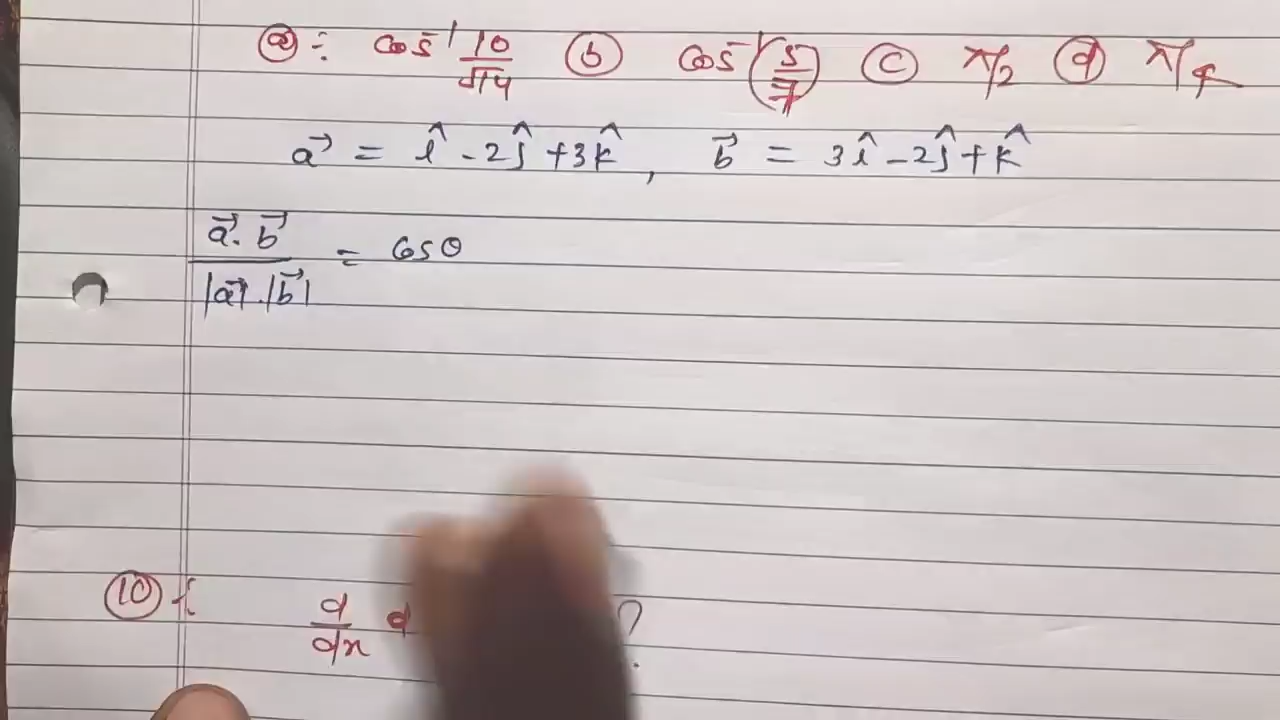 (a) :- cos⁻¹ 10/√14 (b) cos⁻¹(5/7) (c) π/2 (d) π/4
a⃗ = î - 2ĵ + 3k̂ , b⃗ = 3î - 2ĵ + k̂
a⃗ . b⃗ / |a⃗| . |b⃗| = cosθ
(10) :- d/dx d ?